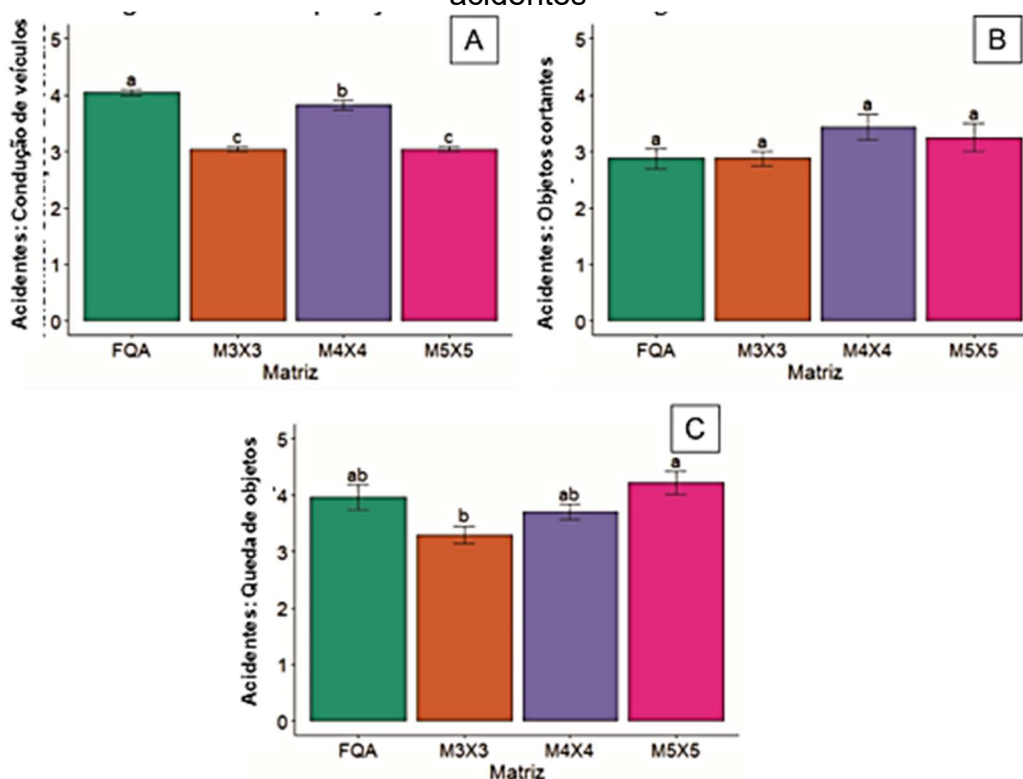 acidentes
A
Acidentes: Condução de veículos
5
4
3
2
1
0
a
c
b
c
FQA M3X3 M4X4 M5X5
Matriz
B
Acidentes: Objetos cortantes
5
4
3
2
1
0
a
a
a
a
FQA M3X3 M4X4 M5X5
Matriz
C
Acidentes: Queda de objetos
5
4
3
2
1
0
ab
b
ab
a
FQA M3X3 M4X4 M5X5
Matriz